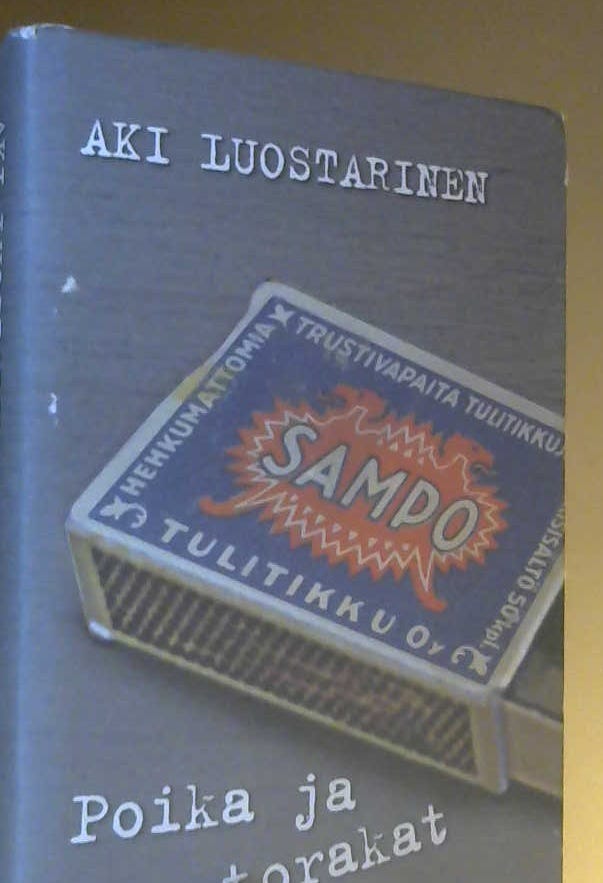 AKI LUOSTARINEN
TRUSTIVAPAITA TULITIKKUJ
HEHKUMATTOMIA
SAMPO
SISÄLTÖ 50 kpl.
TULITIKKU Oy
Poika ja
torakat